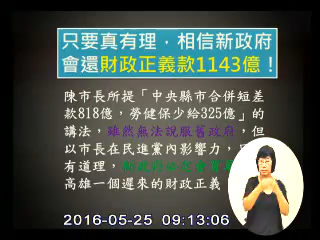 只要真有理，相信新政府
會還財政正義款1143億！
陳市長所提「中央縣市合併短差
款818億，勞健保少給325億」的
講法，雖然無法說服舊政府，但
以市長在民進黨內影響力，只
有道理，
高雄一個遲來的財政正義
2016-05-25 09:13:06